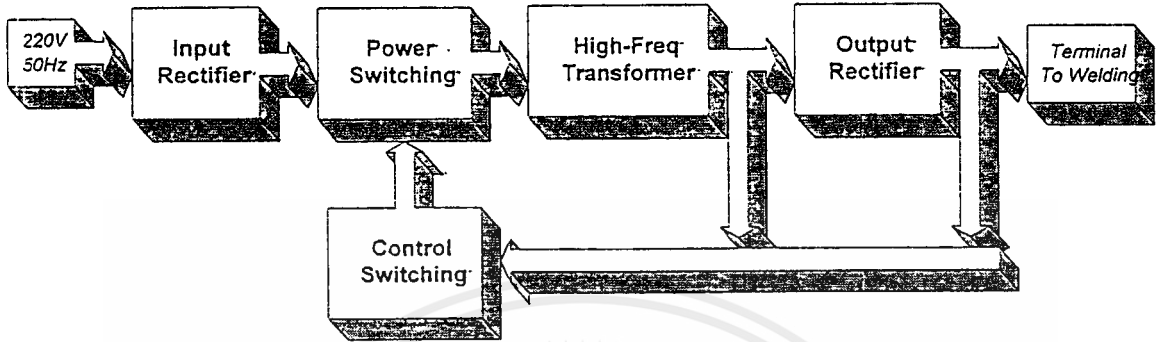 220V
50Hz
Input
Rectifier
Power
Switching
High-Freq
Transformer
Output
Rectifier
Terminal
To Welding
Control
Switching